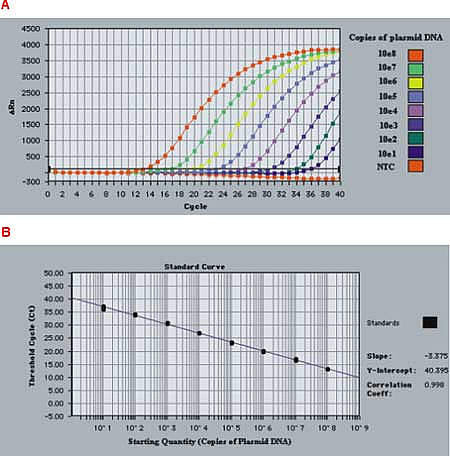 A
Copies of plasmid DNA
4500
4000
3500
3000
2500
2000
1500
1000
500
-300
ΔRn
0 2 4 6 8 10 11 12 14 16 18 20 22 24 26 28 30 32 34 36 38 40
Cycle
10e8
10e7
10e6
10e5
10e4
10e3
10e2
10e1
NTC
B
Standard Curve
50.00
45.00
40.00
35.00
30.00
25.00
20.00
15.00
10.00
5.00
0.00
-5.00
Threshold Cycle (Ct)
10^1 10^2 10^3 10^4 10^5 10^6 10^7 10^8 10^9
Starting Quantity (Copies of Plasmid DNA)
Standards
Slope: -3.375
Y-Intercept: 40.395
Correlation 0.998
Coeff: